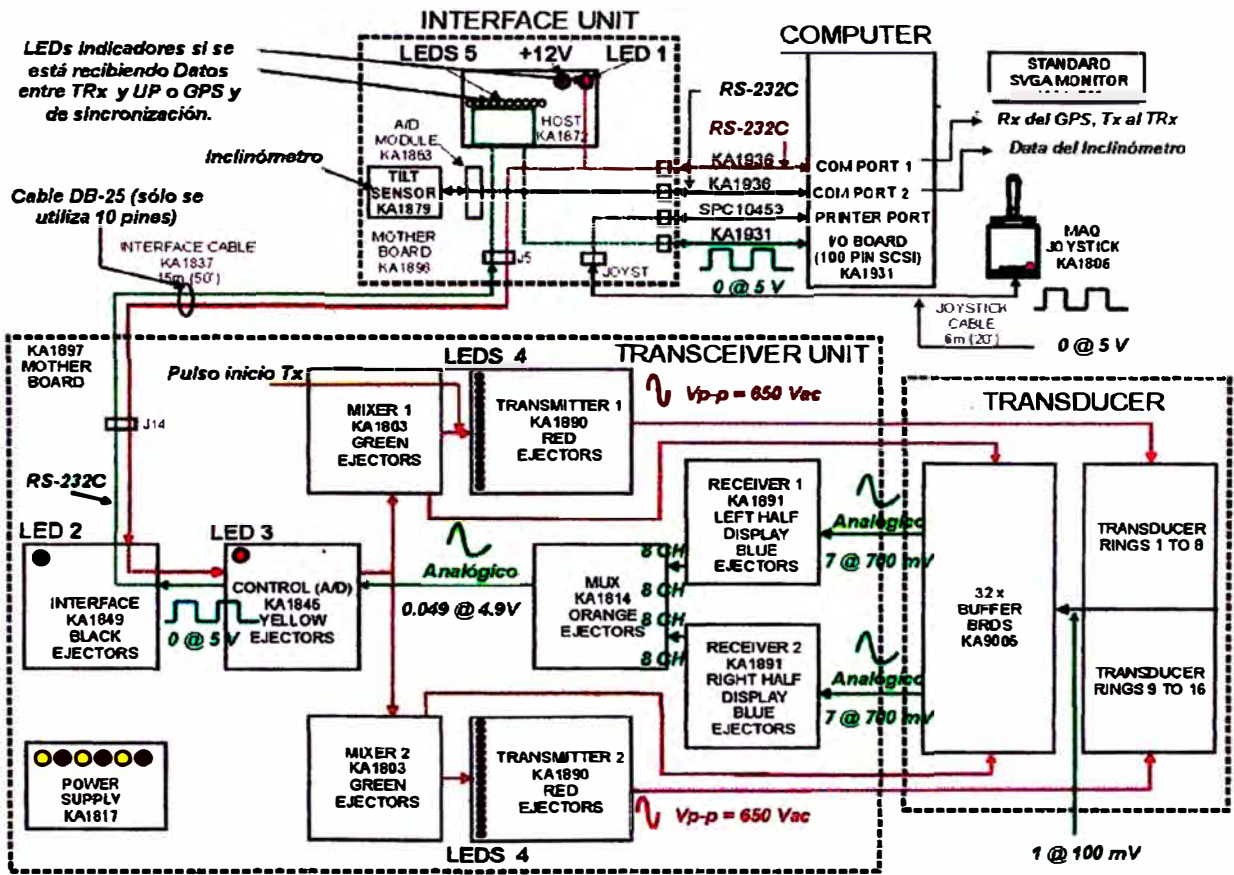 INTERFACE UNIT
LEDs indicadores si se
está recibiendo Datos
entre TRx y UP o GPS y
de sincronización.
LEDS 5
+12V
LED 1
HOST
KA1872
A/D
MODULE
KA1863
Inclinómetro
TILT
SENSOR
KA1879
MOTHER
BOARD
KA1896
J5
JOYST
Cable DB-25 (sólo se
utiliza 10 pines)
INTERFACE CABLE
KA1837
15m (50')
RS-232C
RS-232C
KA1936
KA1936
SPC10453
KA1931
0 @ 5 V
COMPUTER
COM PORT 1
COM PORT 2
PRINTER PORT
I/O BOARD
(100 PIN SCSI)
KA1931
STANDARD
SVGA MONITOR
Rx del GPS, Tx al TRx
Data del Inclinómetro
MAQ
JOYSTICK
KA1806
JOYSTICK
CABLE
6m (20')
0 @ 5 V
KA1897
MOTHER
BOARD
TRANSCEIVER UNIT
J14
RS-232C
Pulso inicio Tx
LEDS 4
MIXER 1
KA1803
GREEN
EJECTORS
TRANSMITTER 1
KA1890
RED
EJECTORS
Vp-p = 650 Vac
LED 2
INTERFACE
KA1849
BLACK
EJECTORS
0 @ 5 V
LED 3
CONTROL (A/D)
KA1845
YELLOW
EJECTORS
Analógico
0.049 @ 4.9V
MUX
KA1814
ORANGE
EJECTORS
8 CH
8 CH
8 CH
8 CH
RECEIVER 1
KA1891
LEFT HALF
DISPLAY
BLUE
EJECTORS
Analógico
7 @ 700 mV
RECEIVER 2
KA1891
RIGHT HALF
DISPLAY
BLUE
EJECTORS
Analógico
7 @ 700 mV
MIXER 2
KA1803
GREEN
EJECTORS
TRANSMITTER 2
KA1890
RED
EJECTORS
Vp-p = 650 Vac
LEDS 4
POWER
SUPPLY
KA1817
TRANSDUCER
32 x
BUFFER
BRDS
KA9005
TRANSDUCER
RINGS 1 TO 8
TRANSDUCER
RINGS 9 TO 16
1 @ 100 mV